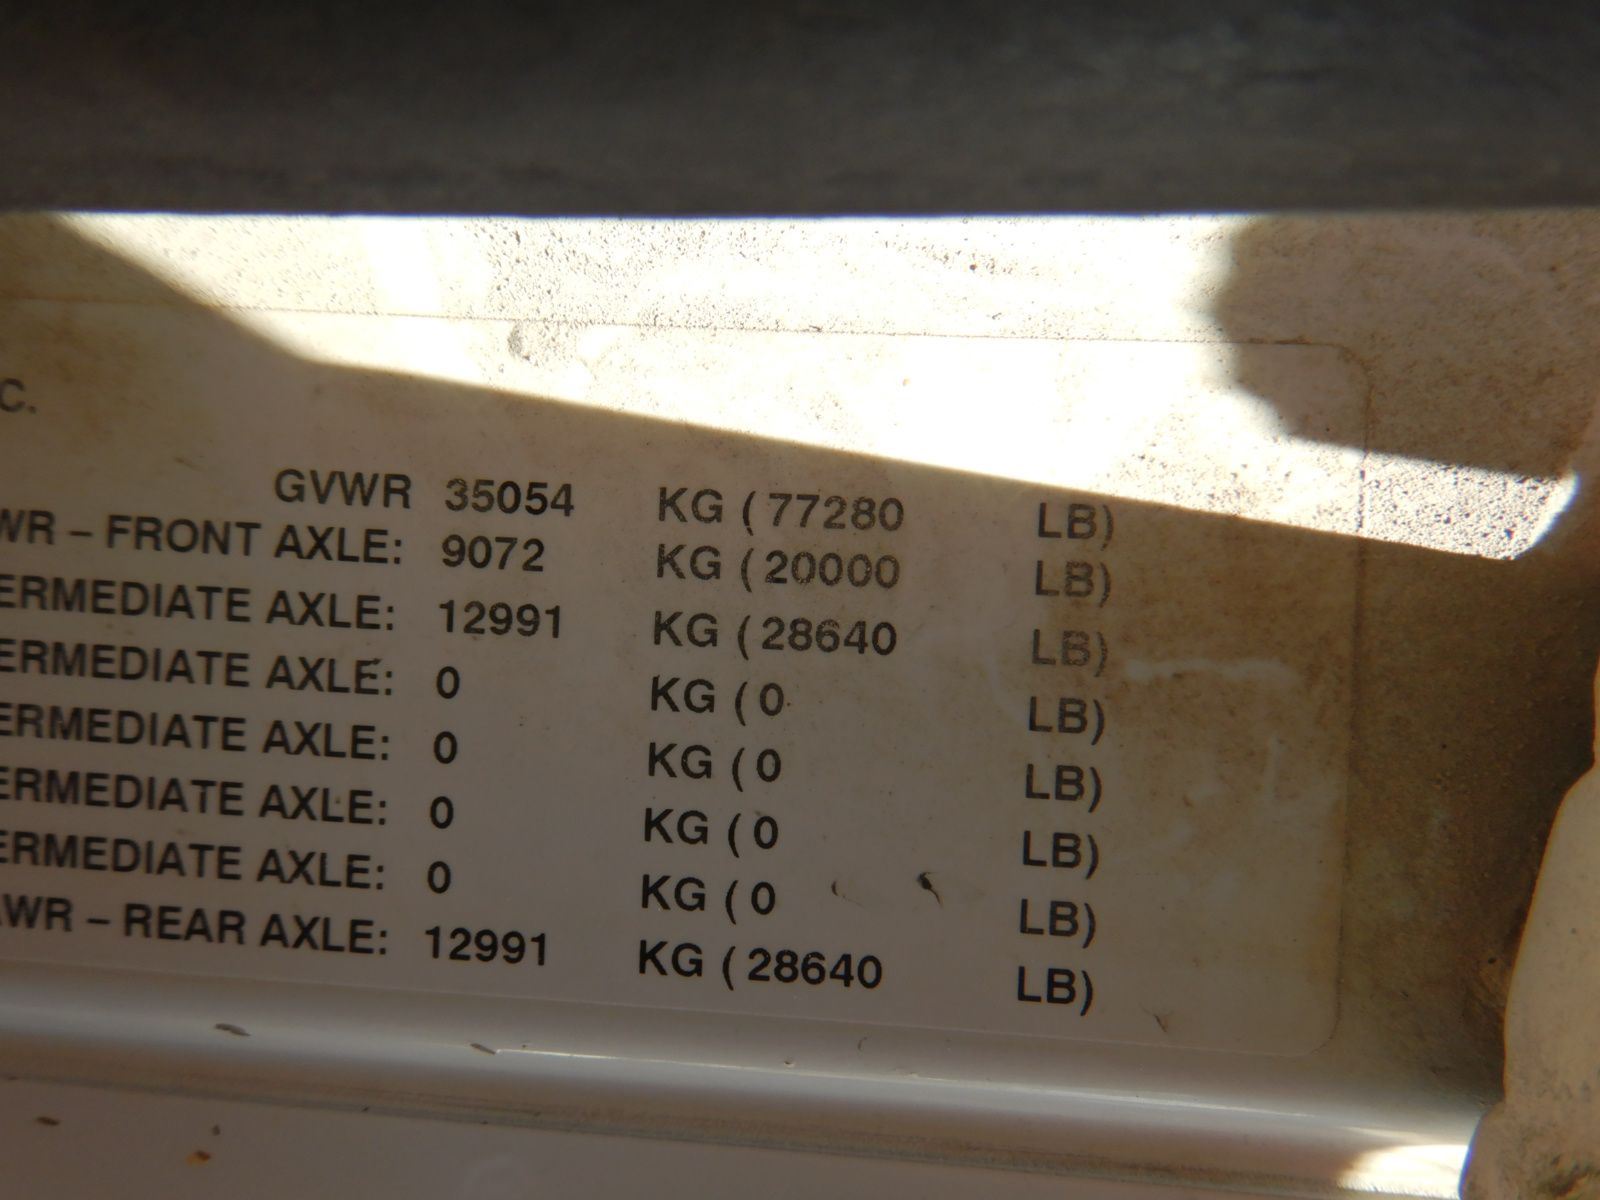 C.
GVWR 35054 KG (77280 LB)
WR – FRONT AXLE: 9072 KG (20000 LB)
ERMEDIATE AXLE: 12991 KG (28640 LB)
ERMEDIATE AXLE: 0 KG (0 LB)
ERMEDIATE AXLE: 0 KG (0 LB)
ERMEDIATE AXLE: 0 KG (0 LB)
ERMEDIATE AXLE: 0 KG (0 LB)
AWR – REAR AXLE: 12991 KG (28640 LB)